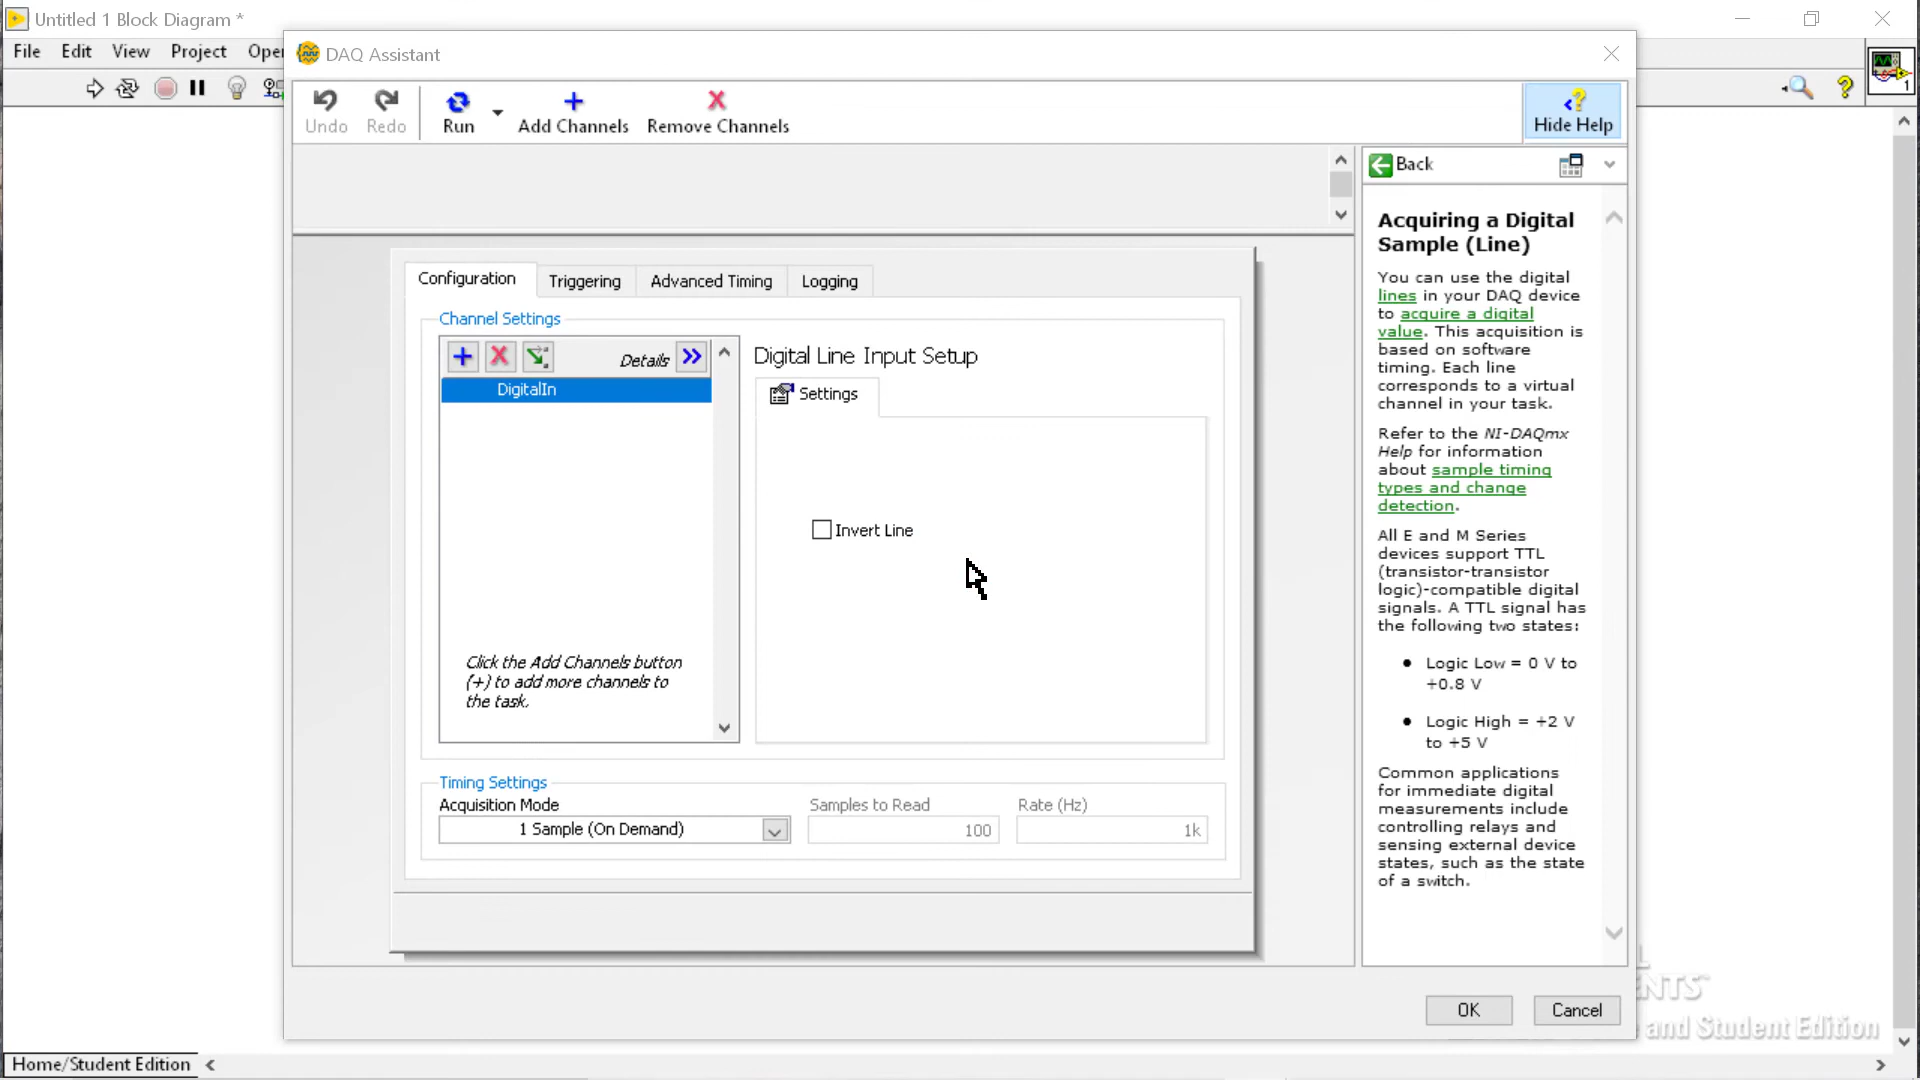 Untitled 1 Block Diagram *
File Edit View Project Oper
DAQ Assistant
Undo Redo Run Add Channels Remove Channels Hide Help
1
Back
Configuration Triggering Advanced Timing Logging
Channel Settings
Details
DigitalIn
Click the Add Channels button
(+) to add more channels to
the task.
Digital Line Input Setup
Settings
Invert Line
Timing Settings
Acquisition Mode Samples to Read Rate (Hz)
1 Sample (On Demand) 100 1k
Acquiring a Digital
Sample (Line)
You can use the digital
lines in your DAQ device
to acquire a digital
value. This acquisition is
based on software
timing. Each line
corresponds to a virtual
channel in your task.
Refer to the NI-DAQmx
Help for information
about sample timing
types and change
detection.
All E and M Series
devices support TTL
(transistor-transistor
logic)-compatible digital
signals. A TTL signal has
the following two states:
Logic Low = 0 V to
+0.8 V
Logic High = +2 V
to +5 V
Common applications
for immediate digital
measurements include
controlling relays and
sensing external device
states, such as the state
of a switch.
OK Cancel
L
NTS™
and Student Edition
Home/Student Edition